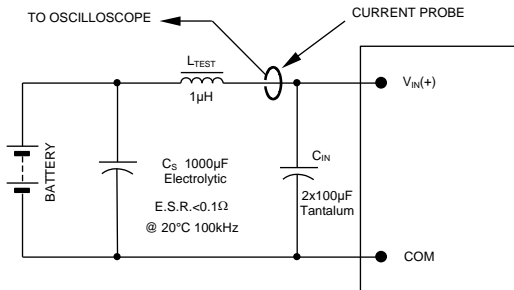 TO OSCILLOSCOPE
CURRENT PROBE
LTEST
1µH
VIN(+)
BATTERY
CS 1000µF
Electrolytic
E.S.R.<0.1Ω
@ 20°C 100kHz
CIN
2x100µF
Tantalum
COM